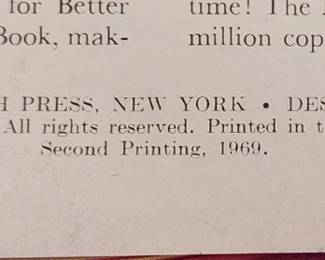 for Better time! The
Book, mak- million cop
H PRESS, NEW YORK • DES
All rights reserved. Printed in t
Second Printing, 1969.